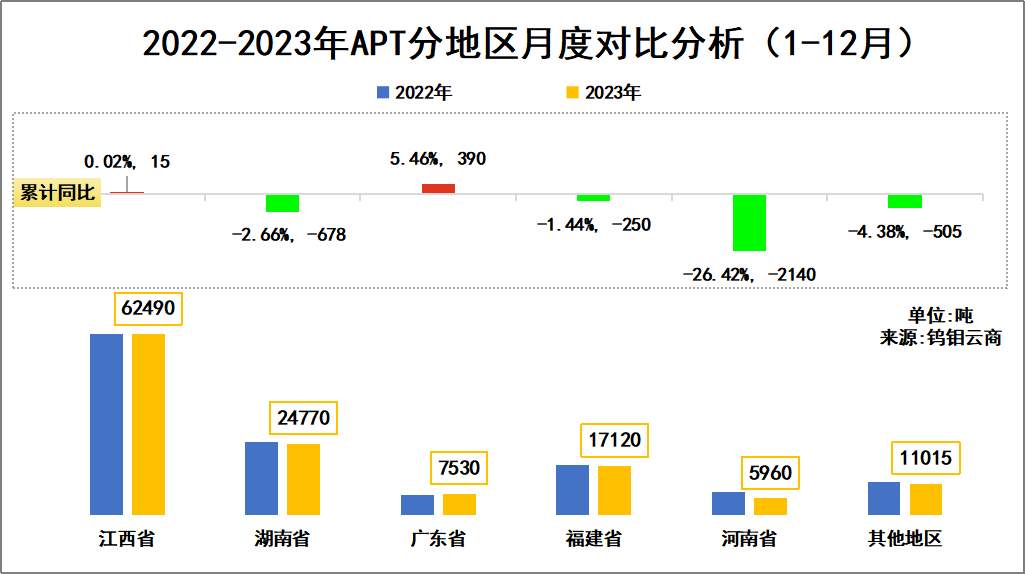 2022-2023年APT分地区月度对比分析（1-12月）
2022年 2023年
0.02%, 15
5.46%, 390
累计同比
-2.66%, -678
-1.44%, -250
-4.38%, -505
-26.42%, -2140
62490
单位:吨
来源:钨钼云商
24770
17120
7530
5960
11015
江西省 湖南省 广东省 福建省 河南省 其他地区